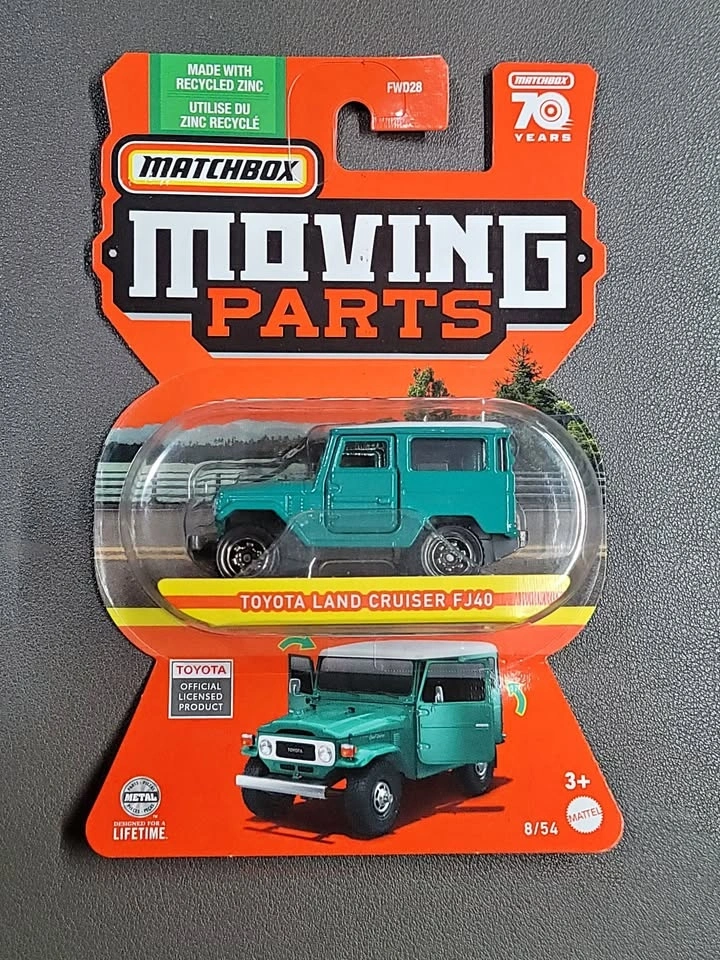 MADE WITH
RECYCLED ZINC
UTILISE DU
ZINC RECYCLÉ
FWD28
MATCHBOX
70
YEARS
MATCHBOX
MOVING
PARTS
TOYOTA LAND CRUISER FJ40
TOYOTA
OFFICIAL
LICENSED
PRODUCT
TOYOTA
METAL
DESIGNED FOR A
LIFETIME.
3+
MATTEL
8/54